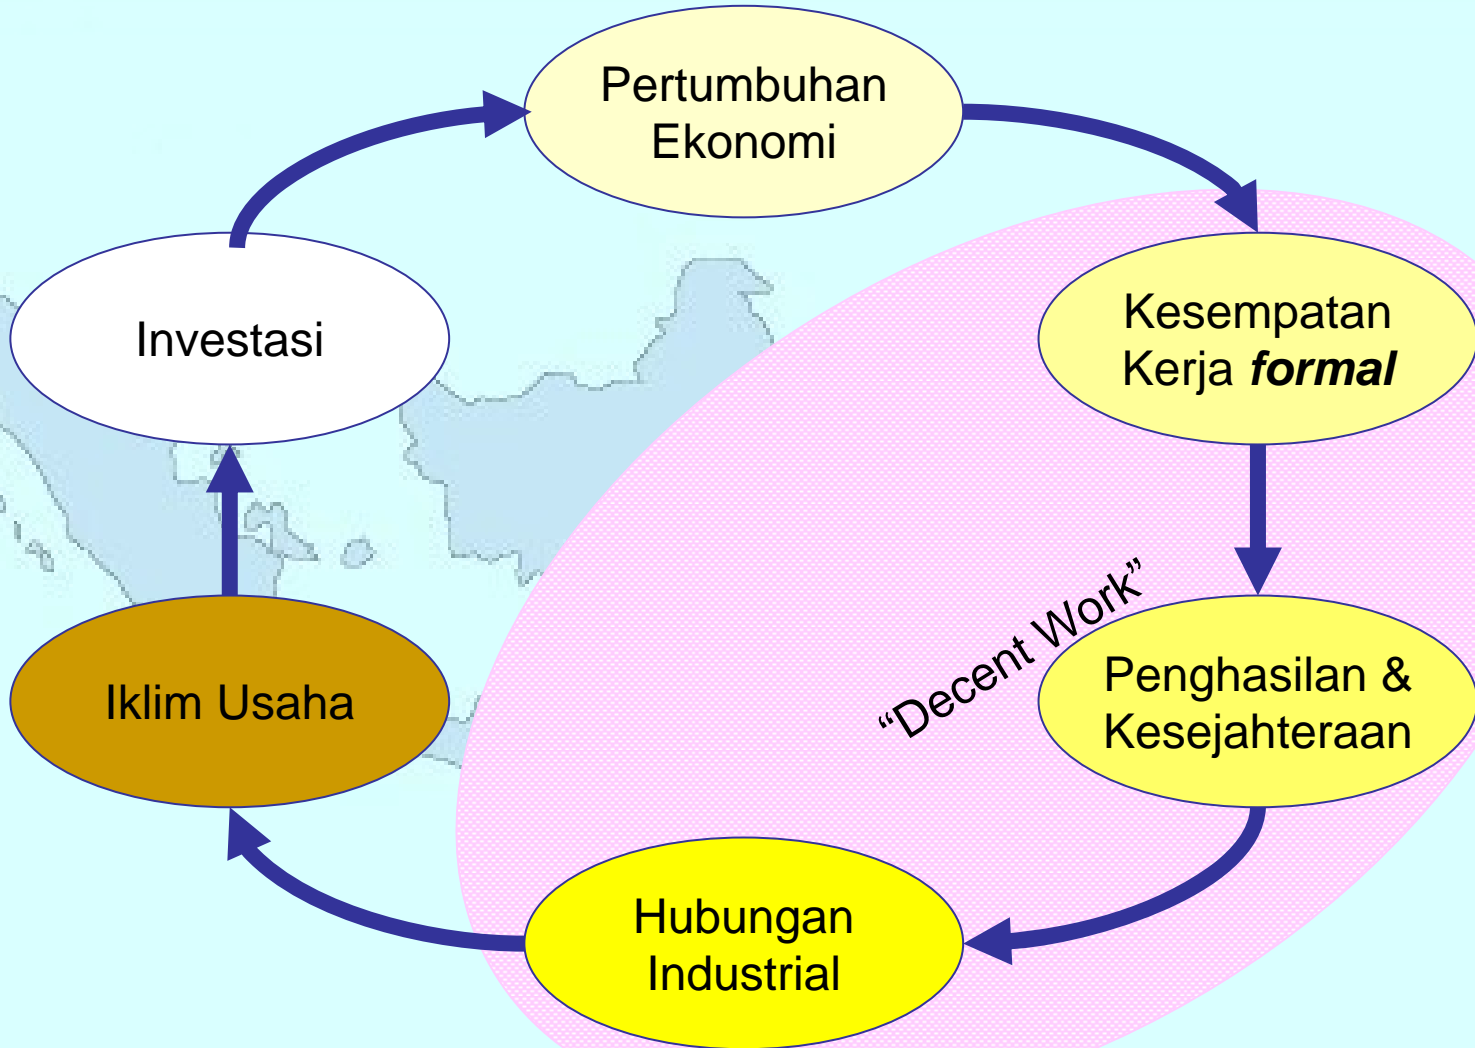 Pertumbuhan
Ekonomi
Investasi
Kesempatan
Kerja formal
“Decent Work”
Iklim Usaha
Penghasilan &
Kesejahteraan
Hubungan
Industrial